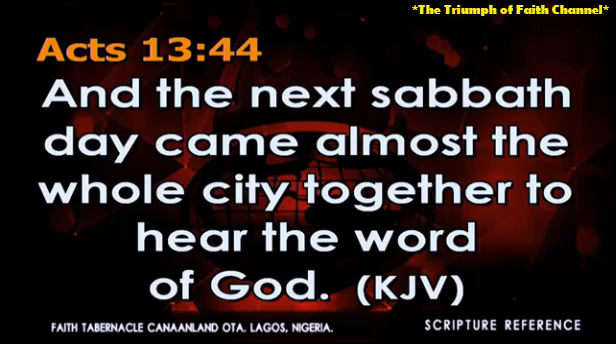 *The Triumph of Faith Channel*
Acts 13:44
And the next sabbath
day came almost the
whole city together to
hear the word
of God. (KJV)
FAITH TABERNACLE CANAANLAND OTA. LAGOS, NIGERIA.
SCRIPTURE REFERENCE